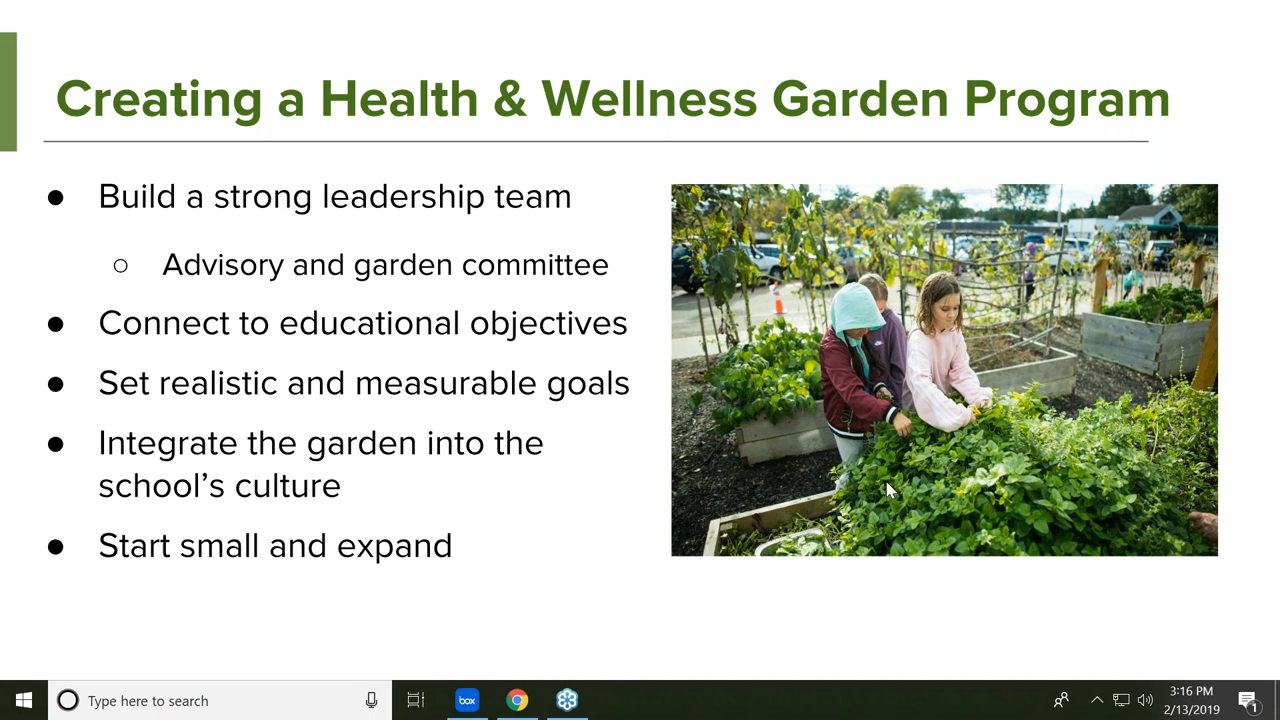 Creating a Health & Wellness Garden Program
● Build a strong leadership team
○ Advisory and garden committee
● Connect to educational objectives
● Set realistic and measurable goals
● Integrate the garden into the
school’s culture
● Start small and expand
Type here to search
box
3:16 PM
2/13/2019
1